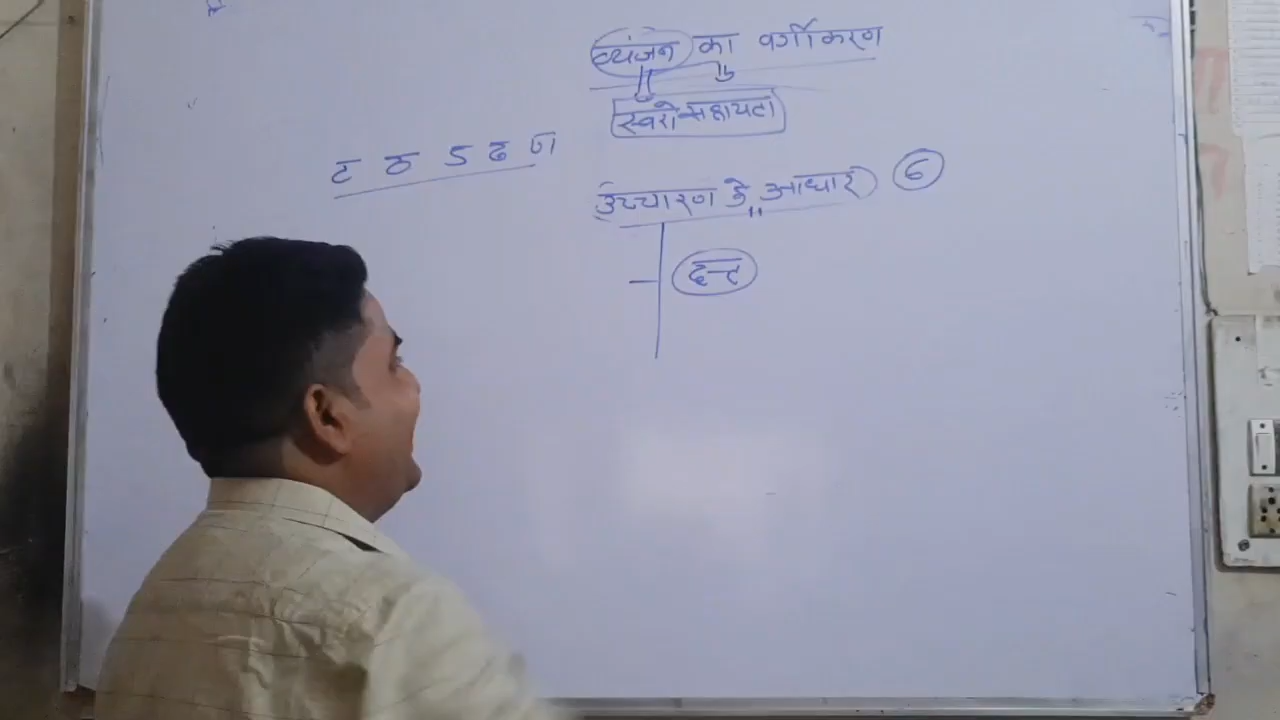 व्यंजन का वर्गीकरण
स्वरो सहायता
ट ठ ड ढ ण
उच्चारण के आधार 6
दन्त